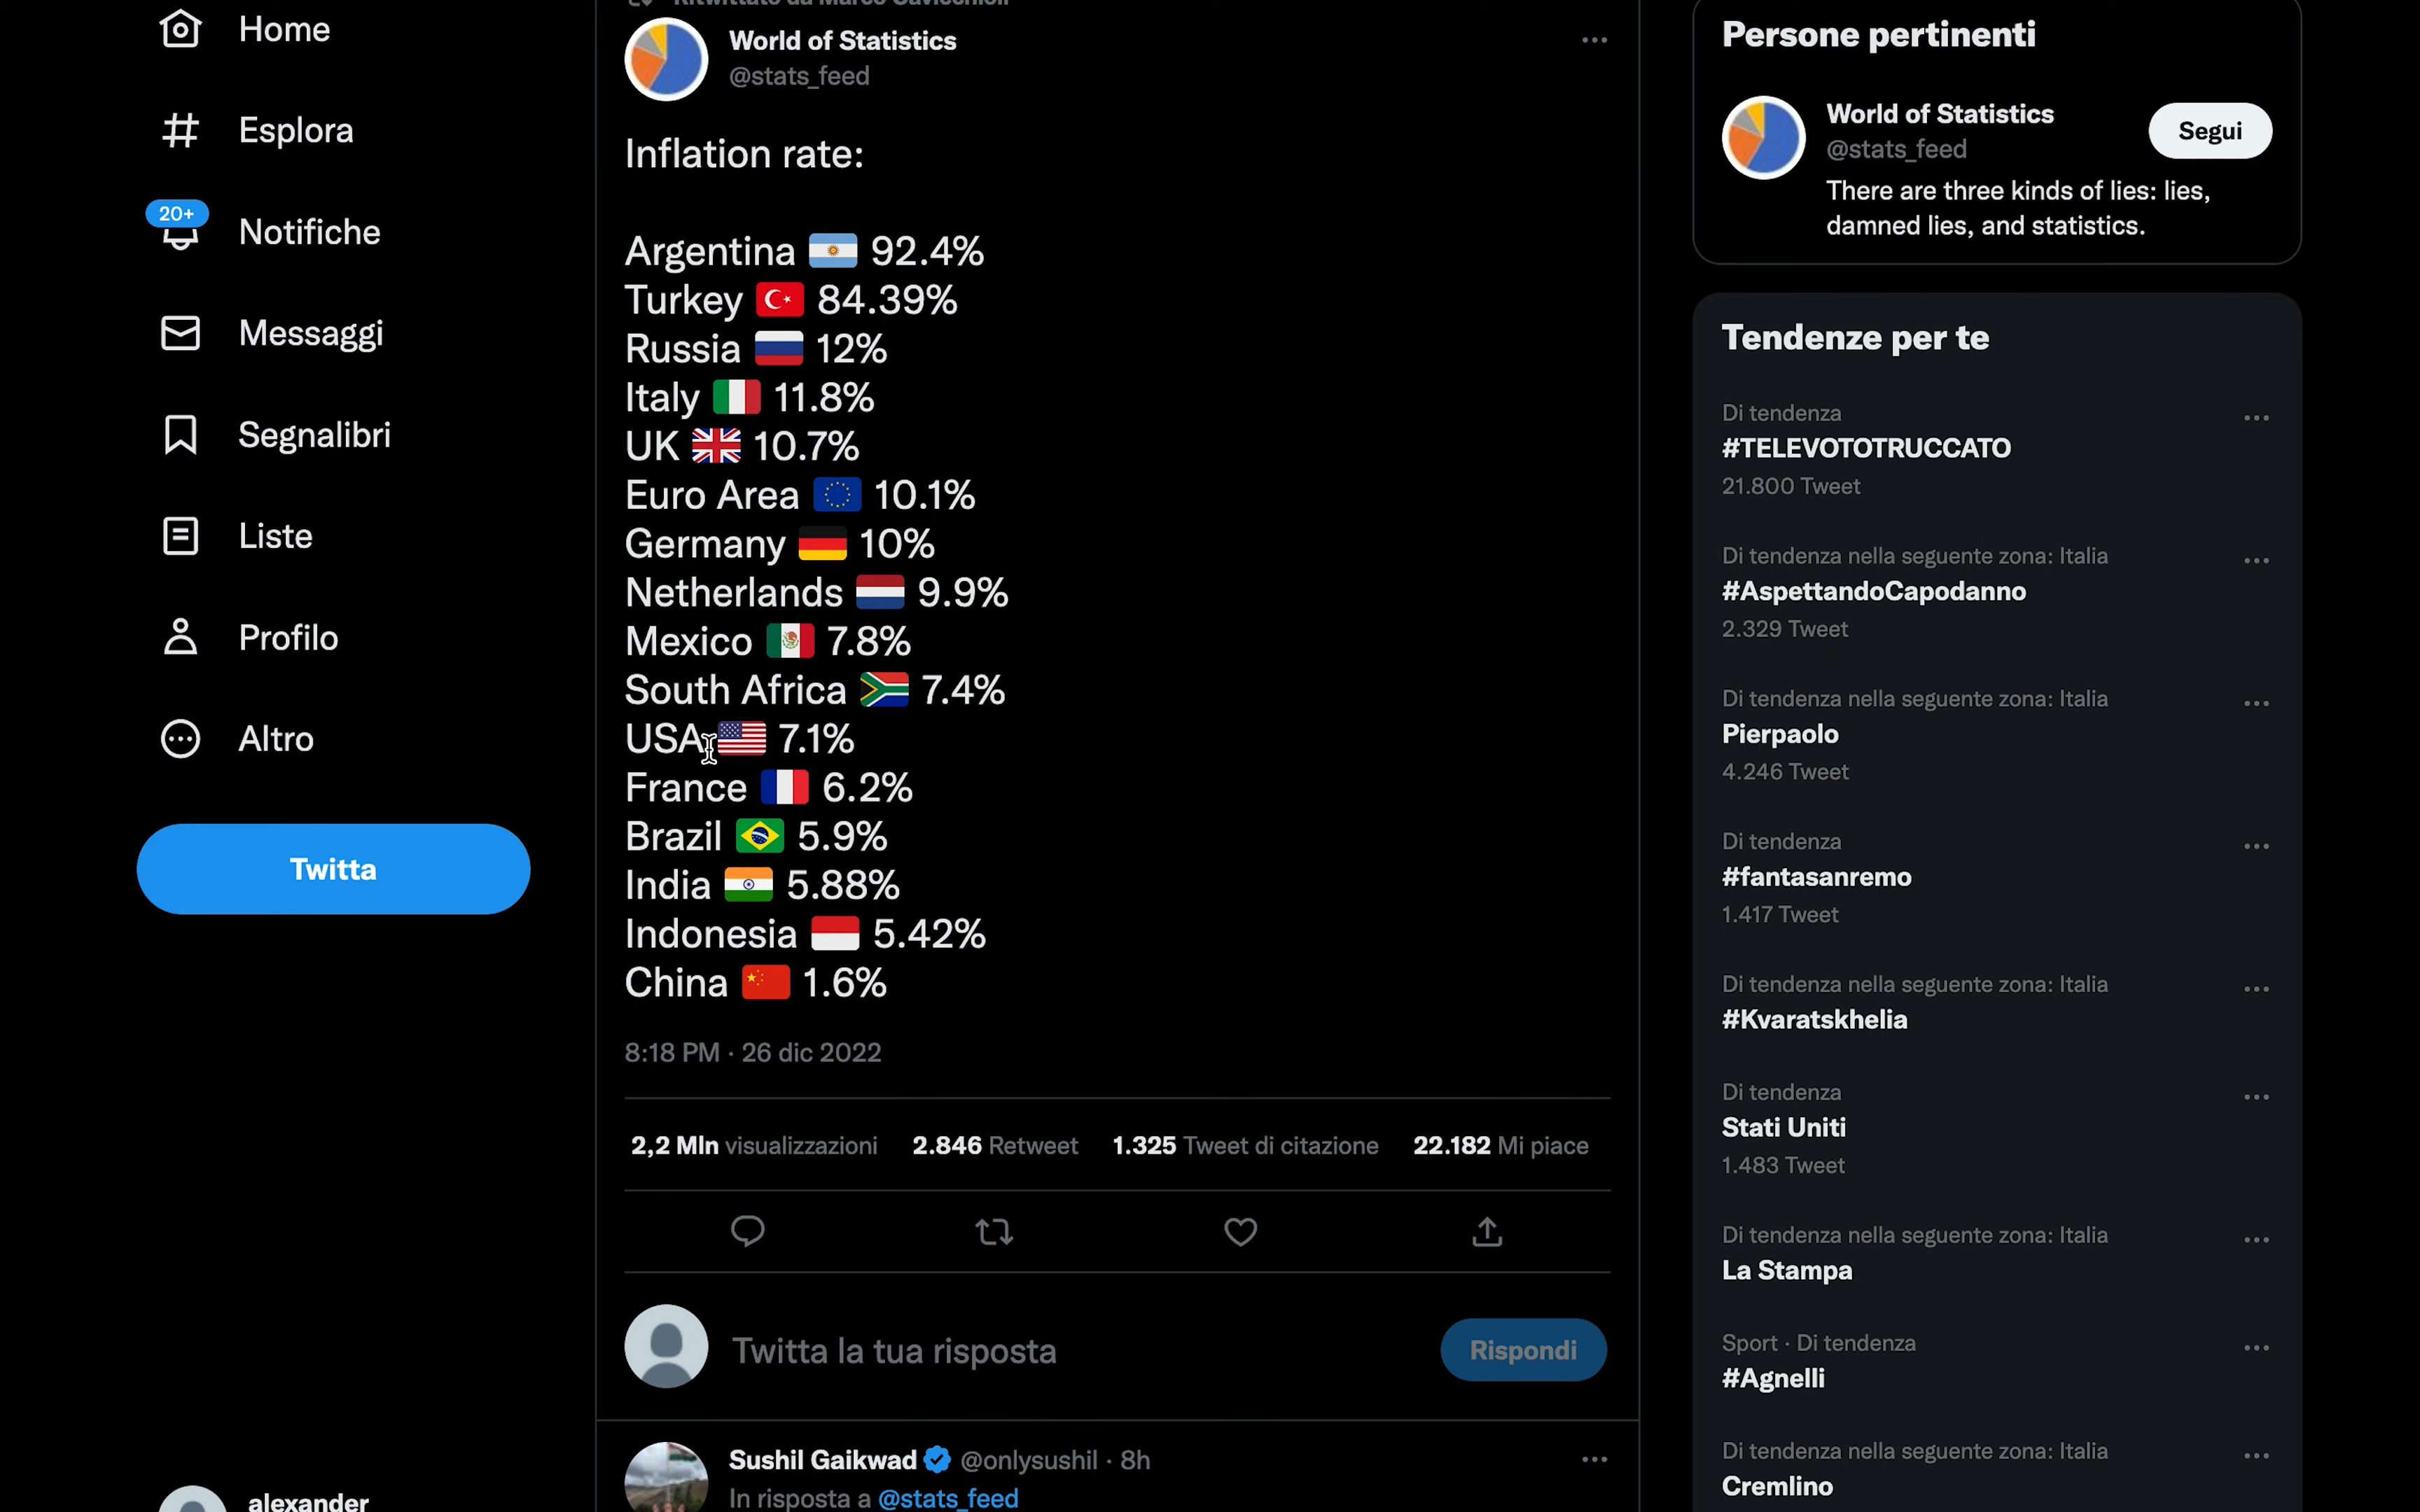 Home
Esplora
20+
Notifiche
Messaggi
Segnalibri
Liste
Profilo
Altro
Twitta
alexander
Ritwittato da Marco Cavicchioli
World of Statistics
@stats_feed
Inflation rate:
Argentina 🇦🇷 92.4%
Turkey 🇹🇷 84.39%
Russia 🇷🇺 12%
Italy 🇮🇹 11.8%
UK 🇬🇧 10.7%
Euro Area 🇪🇺 10.1%
Germany 🇩🇪 10%
Netherlands 🇳🇱 9.9%
Mexico 🇲🇽 7.8%
South Africa 🇿🇦 7.4%
USA 🇺🇸 7.1%
France 🇫🇷 6.2%
Brazil 🇧🇷 5.9%
India 🇮🇳 5.88%
Indonesia 🇮🇩 5.42%
China 🇨🇳 1.6%
8:18 PM · 26 dic 2022
2,2 Mln visualizzazioni 2.846 Retweet 1.325 Tweet di citazione 22.182 Mi piace
Twitta la tua risposta
Rispondi
Sushil Gaikwad @onlysushil · 8h
In risposta a @stats_feed
Persone pertinenti
World of Statistics
@stats_feed
Segui
There are three kinds of lies: lies,
damned lies, and statistics.
Tendenze per te
Di tendenza
#TELEVOTOTRUCCATO
21.800 Tweet
Di tendenza nella seguente zona: Italia
#AspettandoCapodanno
2.329 Tweet
Di tendenza nella seguente zona: Italia
Pierpaolo
4.246 Tweet
Di tendenza
#fantasanremo
1.417 Tweet
Di tendenza nella seguente zona: Italia
#Kvaratskhelia
Di tendenza
Stati Uniti
1.483 Tweet
Di tendenza nella seguente zona: Italia
La Stampa
Sport · Di tendenza
#Agnelli
Di tendenza nella seguente zona: Italia
Cremlino